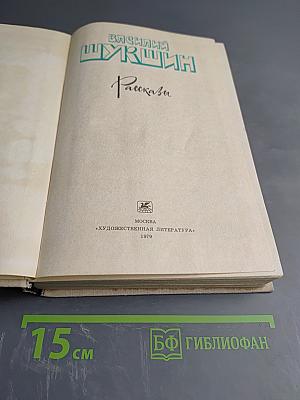 ВАСИЛИЙ
ШУКШИН
Рассказы
МОСКВА
«ХУДОЖЕСТВЕННАЯ ЛИТЕРАТУРА»
1979
15 см
БФ ГИБЛИОФАН